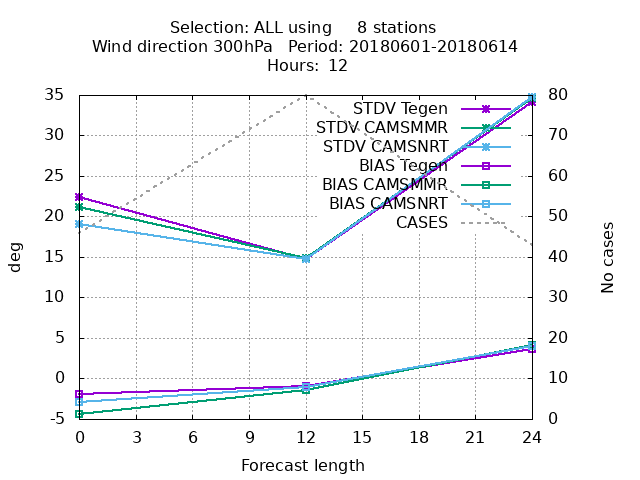 Selection: ALL using     8 stations
Wind direction 300hPa   Period: 20180601-20180614
Hours: 12
35
30
25
20
15
10
5
0
-5
80
70
60
50
40
30
20
10
0
STDV Tegen
STDV CAMSMMR
STDV CAMSNRT
BIAS Tegen
BIAS CAMSMMR
BIAS CAMSNRT
CASES
deg
No cases
0 3 6 9 12 15 18 21 24
Forecast length